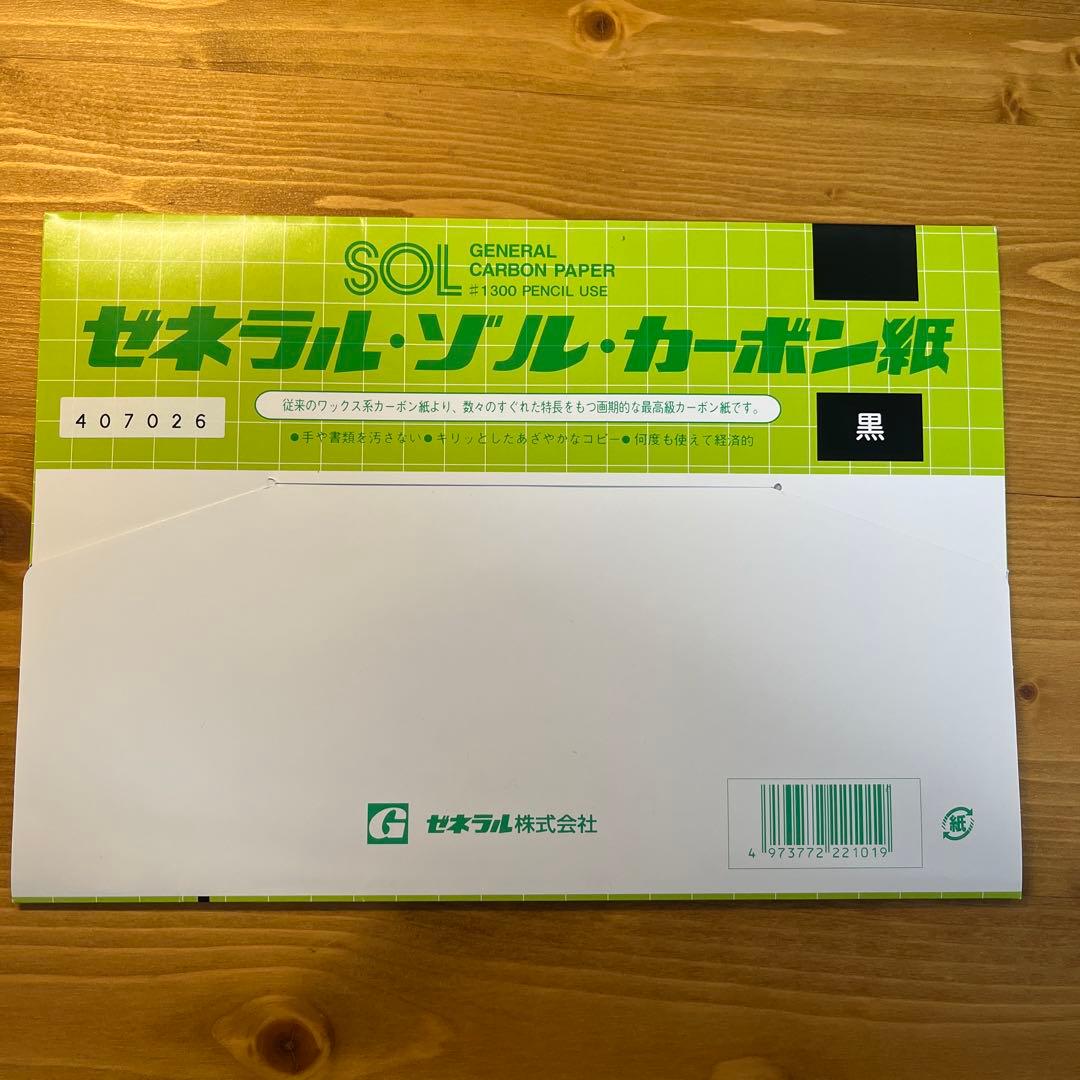 SOL
GENERAL
CARBON PAPER
♯1300 PENCIL USE
ゼネラル・ゾル・カーボン紙
407026
従来のワックス系カーボン紙より、数々のすぐれた特長をもつ画期的な最高級カーボン紙です。
●手や書類を汚さない●キリッとしたあざやかなコピー●何度も使えて経済的
黒
G ゼネラル株式会社
4 973772 221019
紙